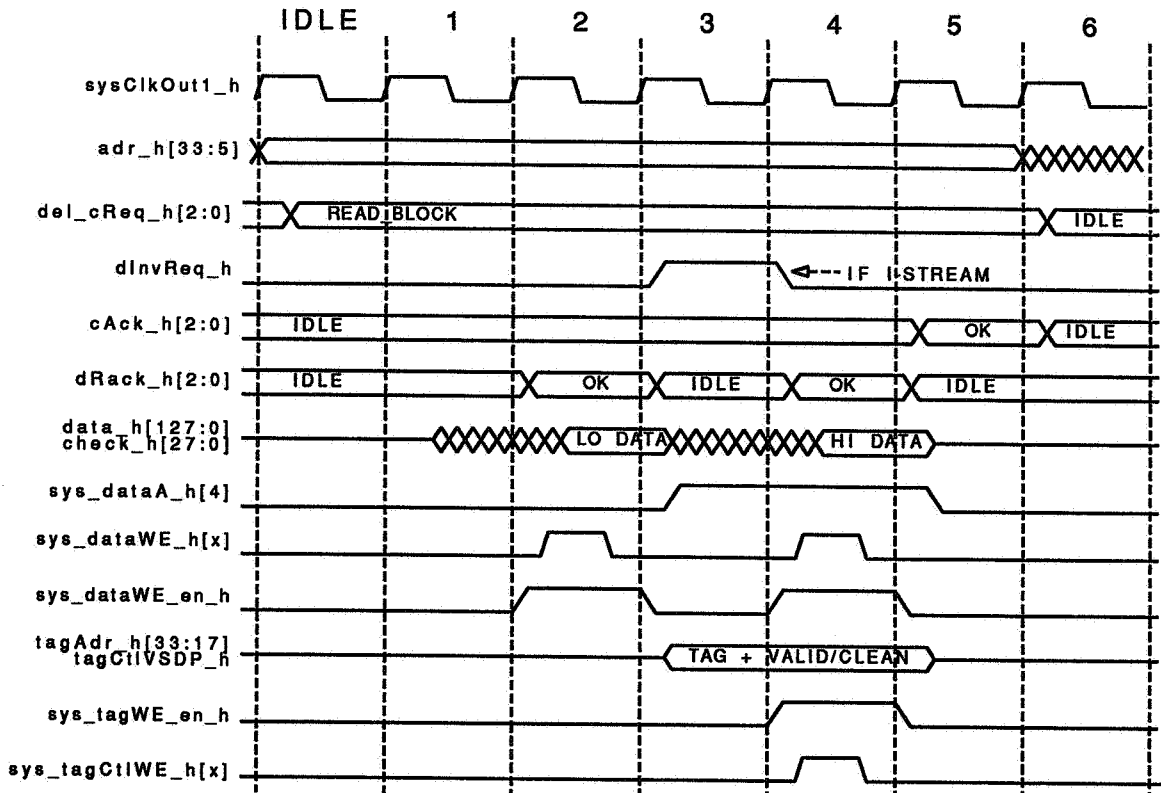 IDLE 1 2 3 4 5 6
sysClkOut1_h
adr_h[33:5]
del_cReq_h[2:0] READ_BLOCK IDLE
dInvReq_h IF I-STREAM
cAck_h[2:0] IDLE OK IDLE
dRack_h[2:0] IDLE OK IDLE OK IDLE
data_h[127:0]
check_h[27:0] LO DATA HI DATA
sys_dataA_h[4]
sys_dataWE_h[x]
sys_dataWE_en_h
tagAdr_h[33:17]
tagCtlVSDP_h TAG + VALID/CLEAN
sys_tagWE_en_h
sys_tagCtlWE_h[x]